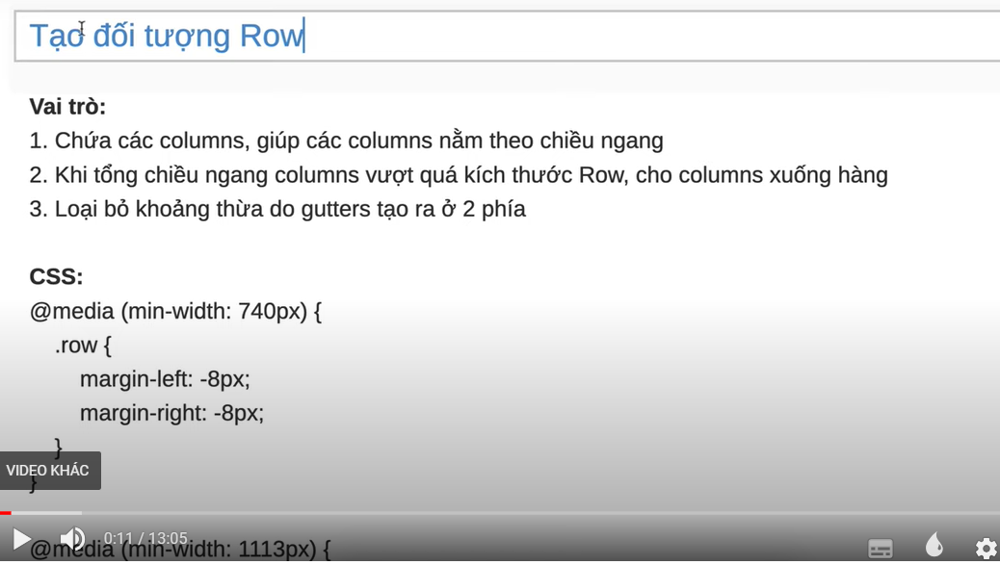 Tạo đối tượng Row
Vai trò:
1. Chứa các columns, giúp các columns nằm theo chiều ngang
2. Khi tổng chiều ngang columns vượt quá kích thước Row, cho columns xuống hàng
3. Loại bỏ khoảng thừa do gutters tạo ra ở 2 phía
CSS:
@media (min-width: 740px) {
.row {
margin-left: -8px;
margin-right: -8px;
}
VIDEO KHÁC
}
0:11 / 13:05
@media (min-width: 1113px) {